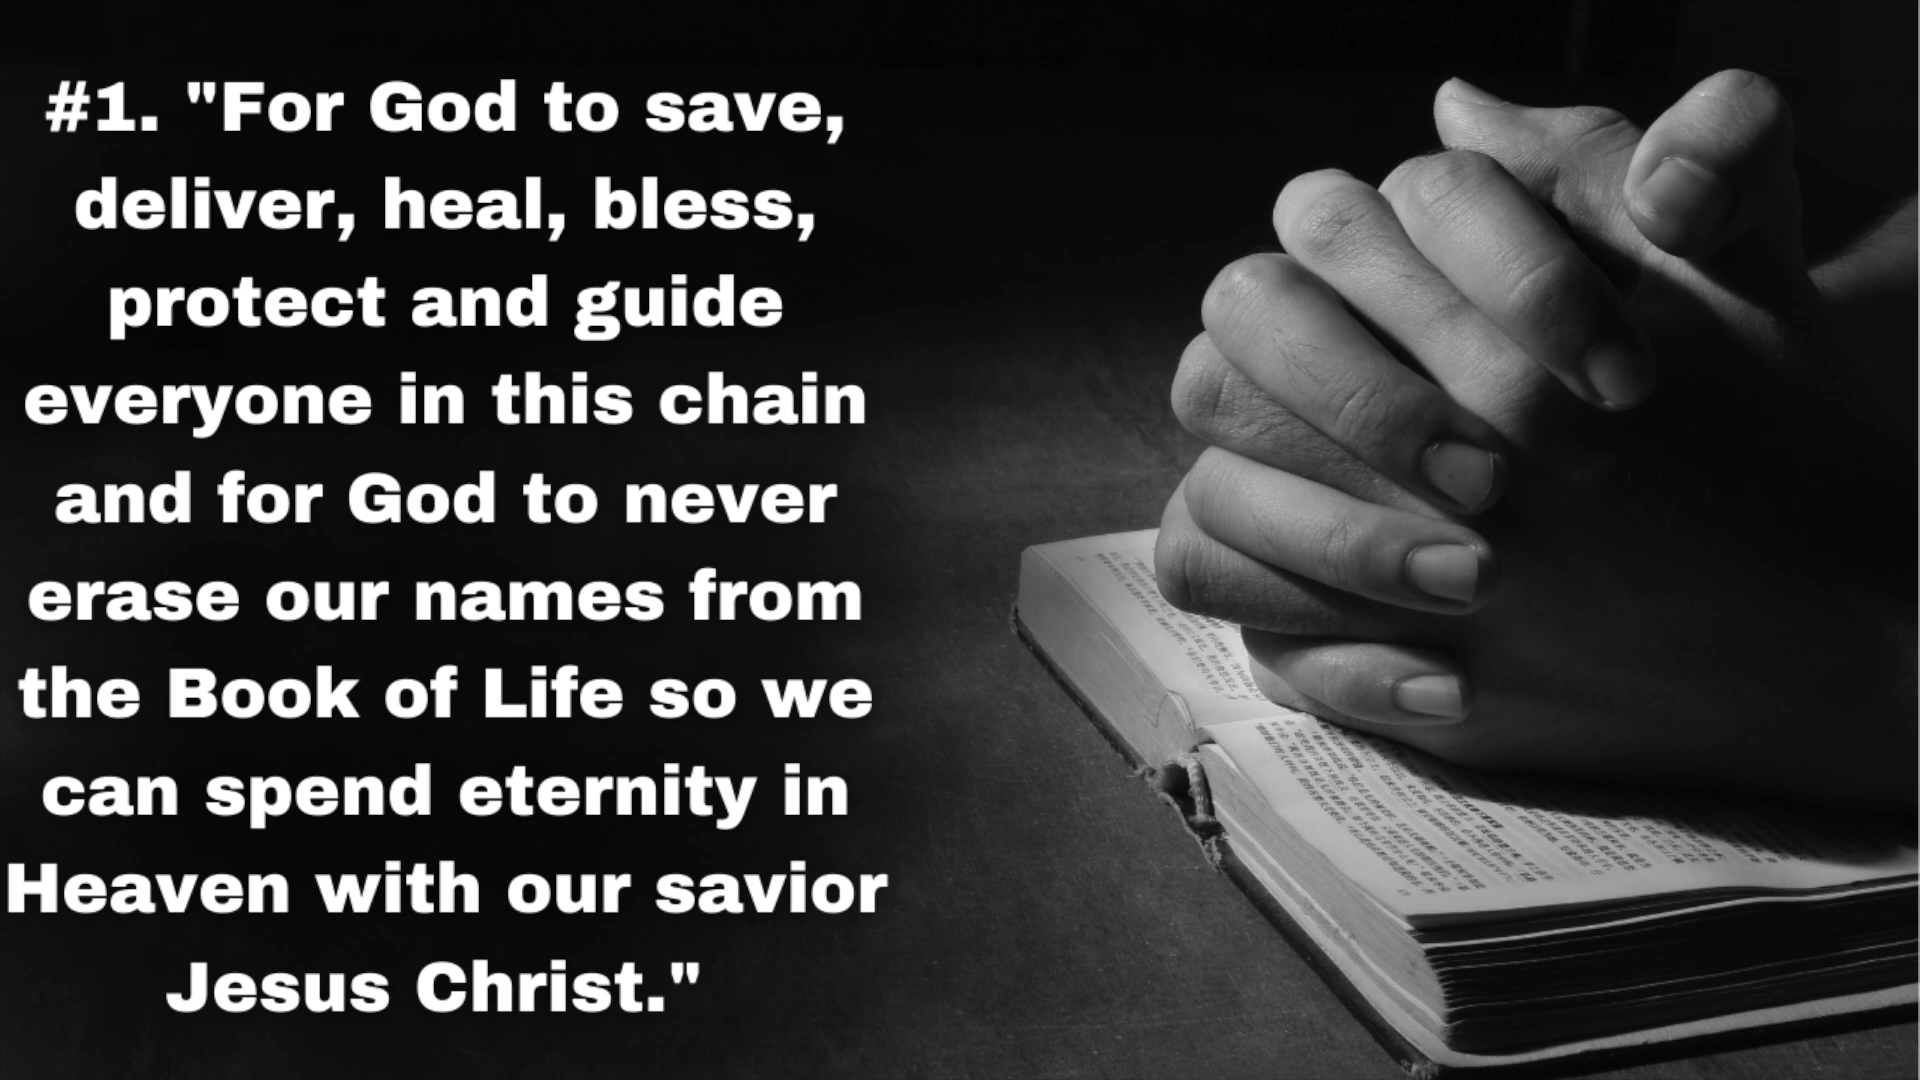 #1. "For God to save,
deliver, heal, bless,
protect and guide
everyone in this chain
and for God to never
erase our names from
the Book of Life so we
can spend eternity in
Heaven with our savior
Jesus Christ."